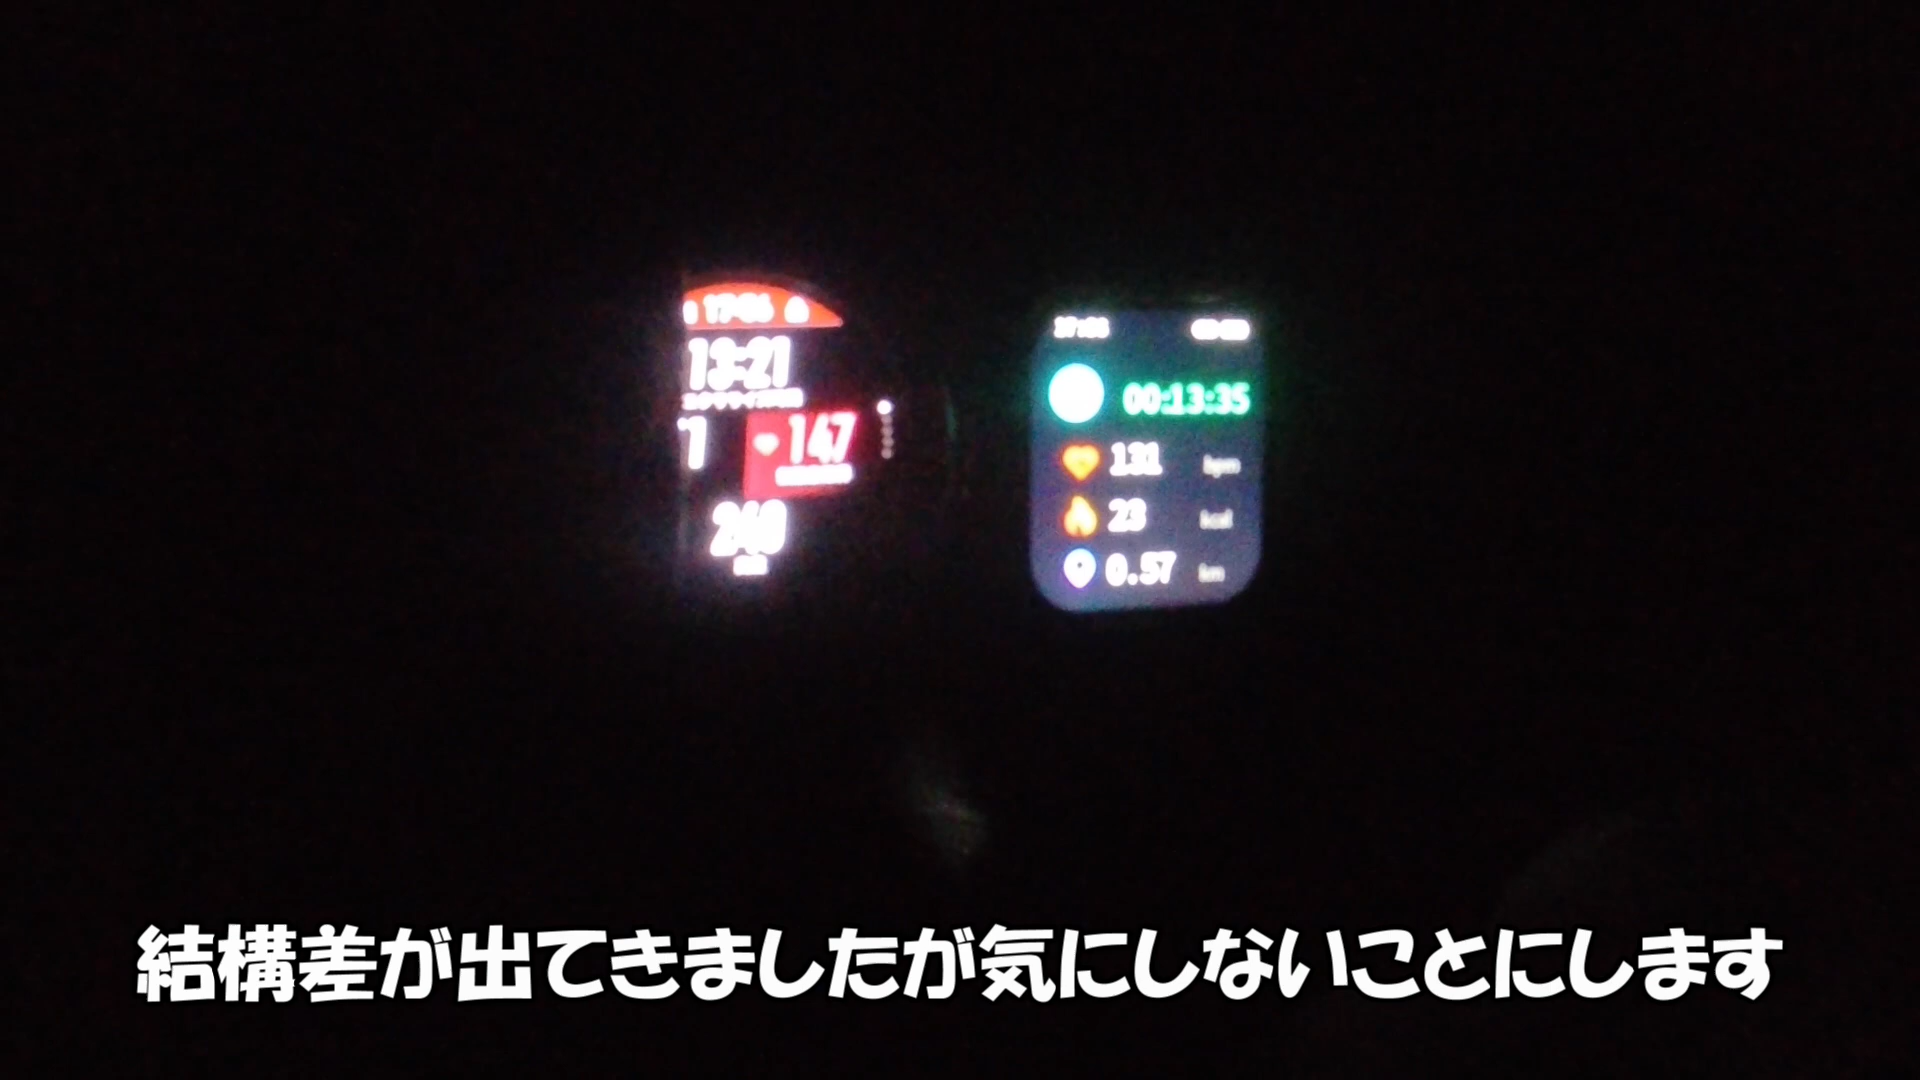 13:21
147
00:13:35
131 bpm
23 kcal
0.57 km
結構差が出てきましたが気にしないことにします